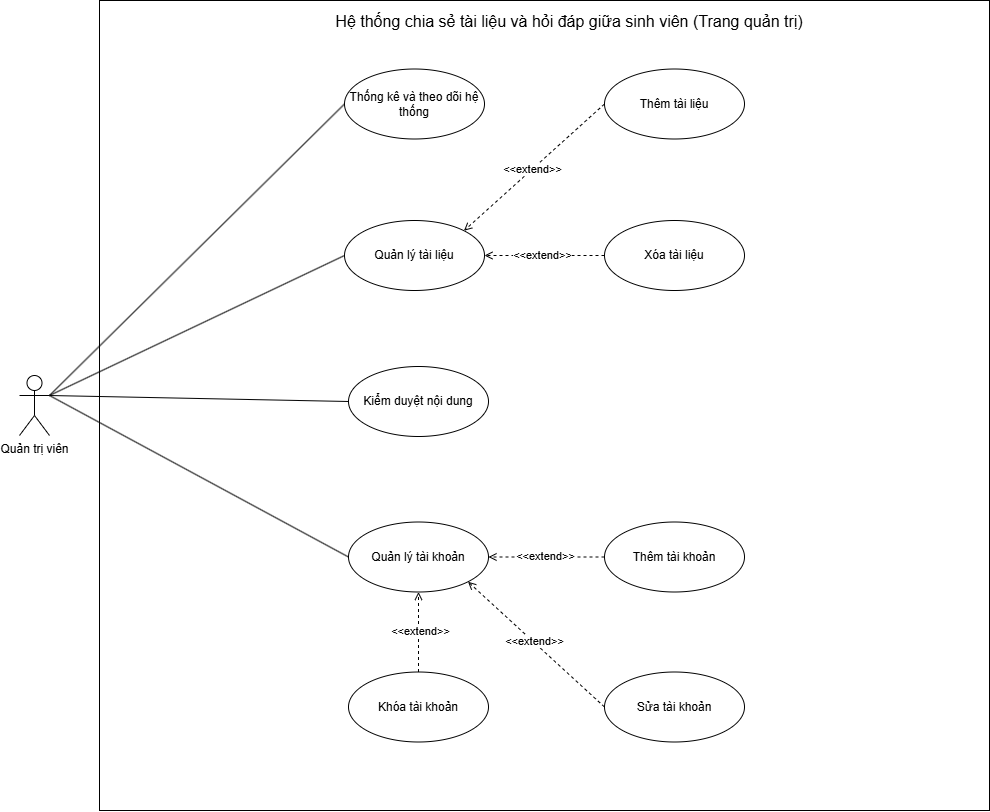 Hệ thống chia sẻ tài liệu và hỏi đáp giữa sinh viên (Trang quản trị)
Thống kê và theo dõi hệ
thống
Thêm tài liệu
<<extend>>
Quản lý tài liệu
<<extend>>
Xóa tài liệu
Quản trị viên
Kiểm duyệt nội dung
Quản lý tài khoản
<<extend>>
Thêm tài khoản
<<extend>>
<<extend>>
Khóa tài khoản
Sửa tài khoản